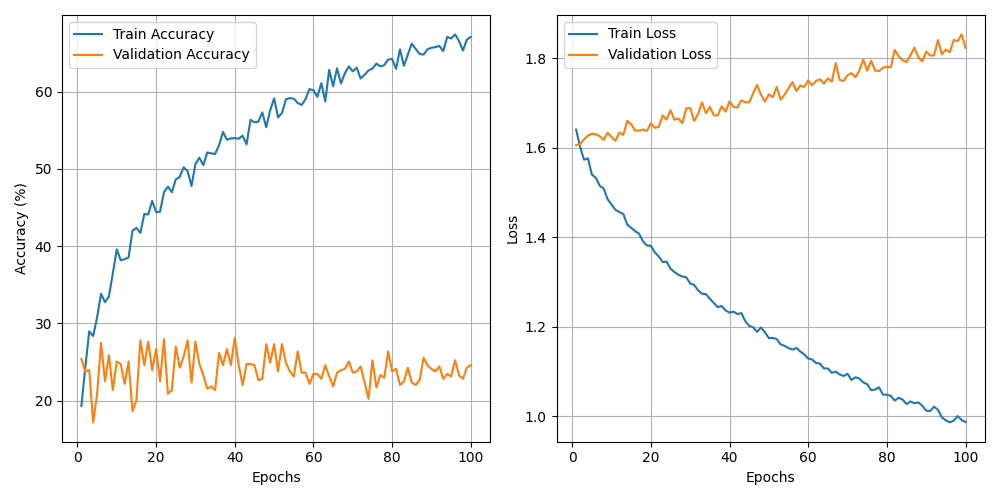 Train Accuracy
Validation Accuracy
Accuracy (%)
60
50
40
30
20
0 20 40 60 80 100
Epochs
Train Loss
Validation Loss
Loss
1.8
1.6
1.4
1.2
1.0
0 20 40 60 80 100
Epochs